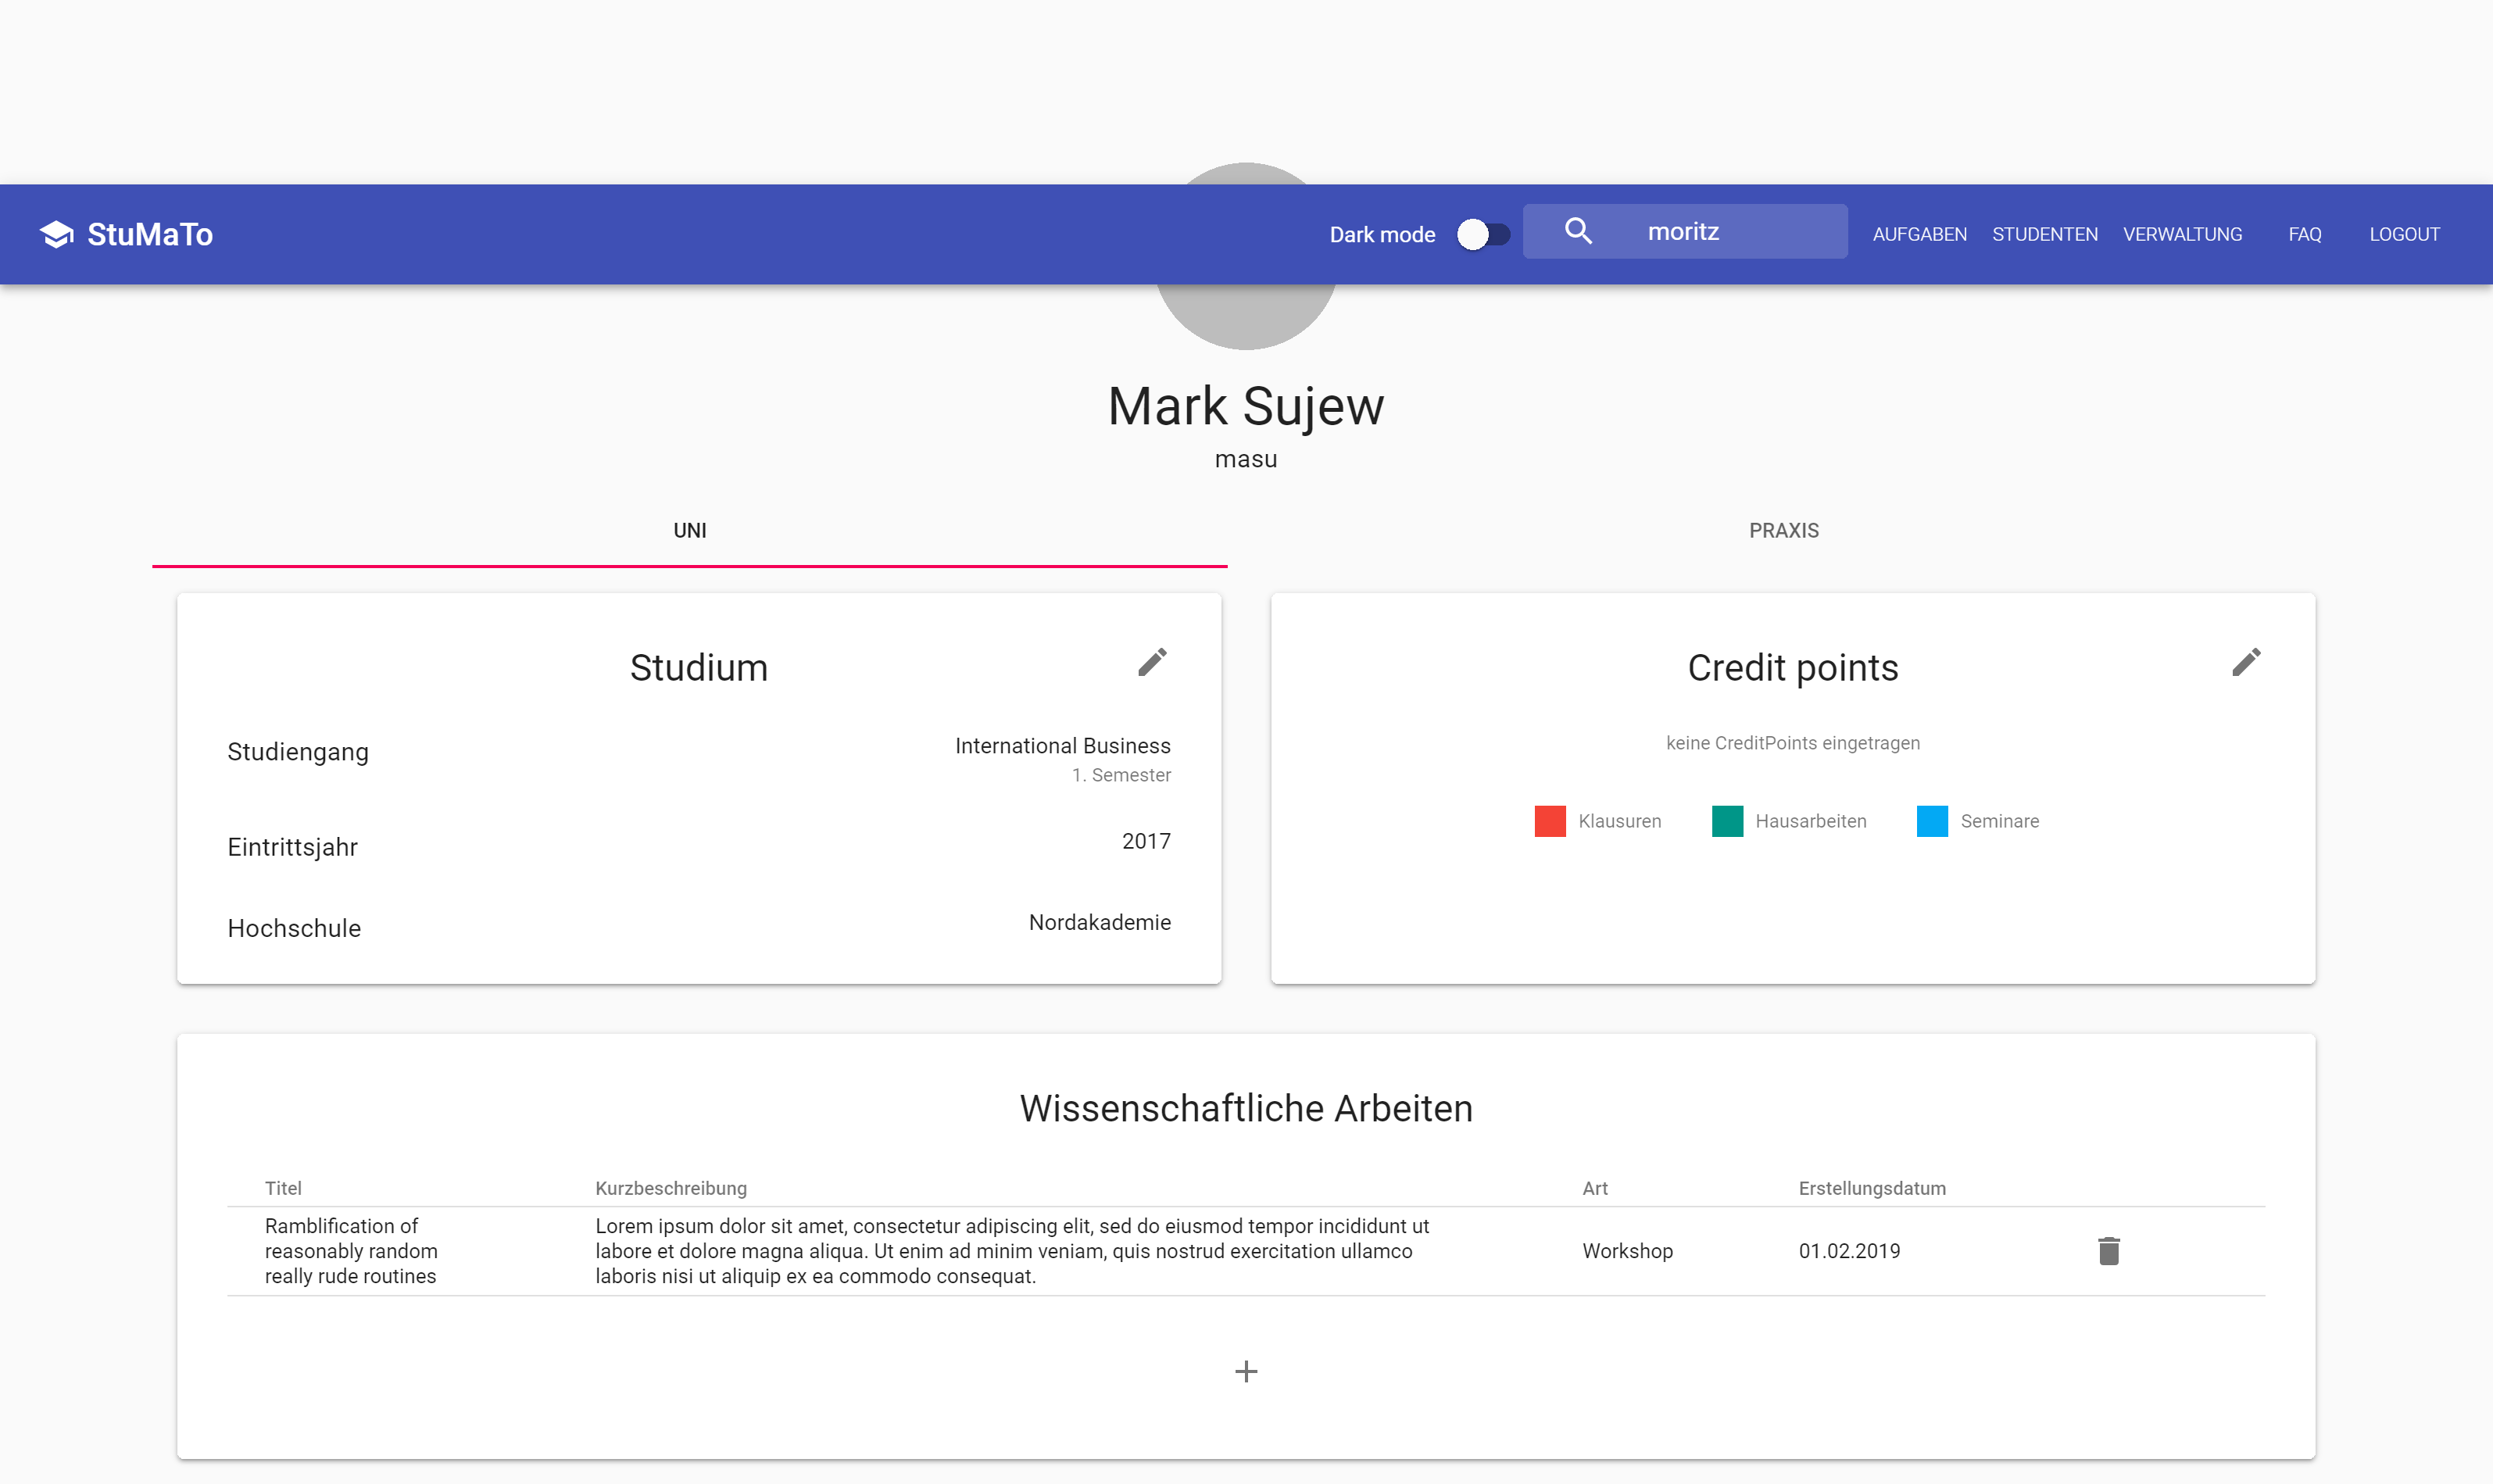 StuMaTo
Dark mode
moritz
AUFGABEN
STUDENTEN
VERWALTUNG
FAQ
LOGOUT
Mark Sujew
masu
UNI
PRAXIS
Studium
Studiengang
International Business
1. Semester
Eintrittsjahr
2017
Hochschule
Nordakademie
Credit points
keine CreditPoints eingetragen
Klausuren
Hausarbeiten
Seminare
Wissenschaftliche Arbeiten
Titel
Kurzbeschreibung
Art
Erstellungsdatum
Ramblification of
reasonably random
really rude routines
Lorem ipsum dolor sit amet, consectetur adipiscing elit, sed do eiusmod tempor incididunt ut
labore et dolore magna aliqua. Ut enim ad minim veniam, quis nostrud exercitation ullamco
laboris nisi ut aliquip ex ea commodo consequat.
Workshop
01.02.2019